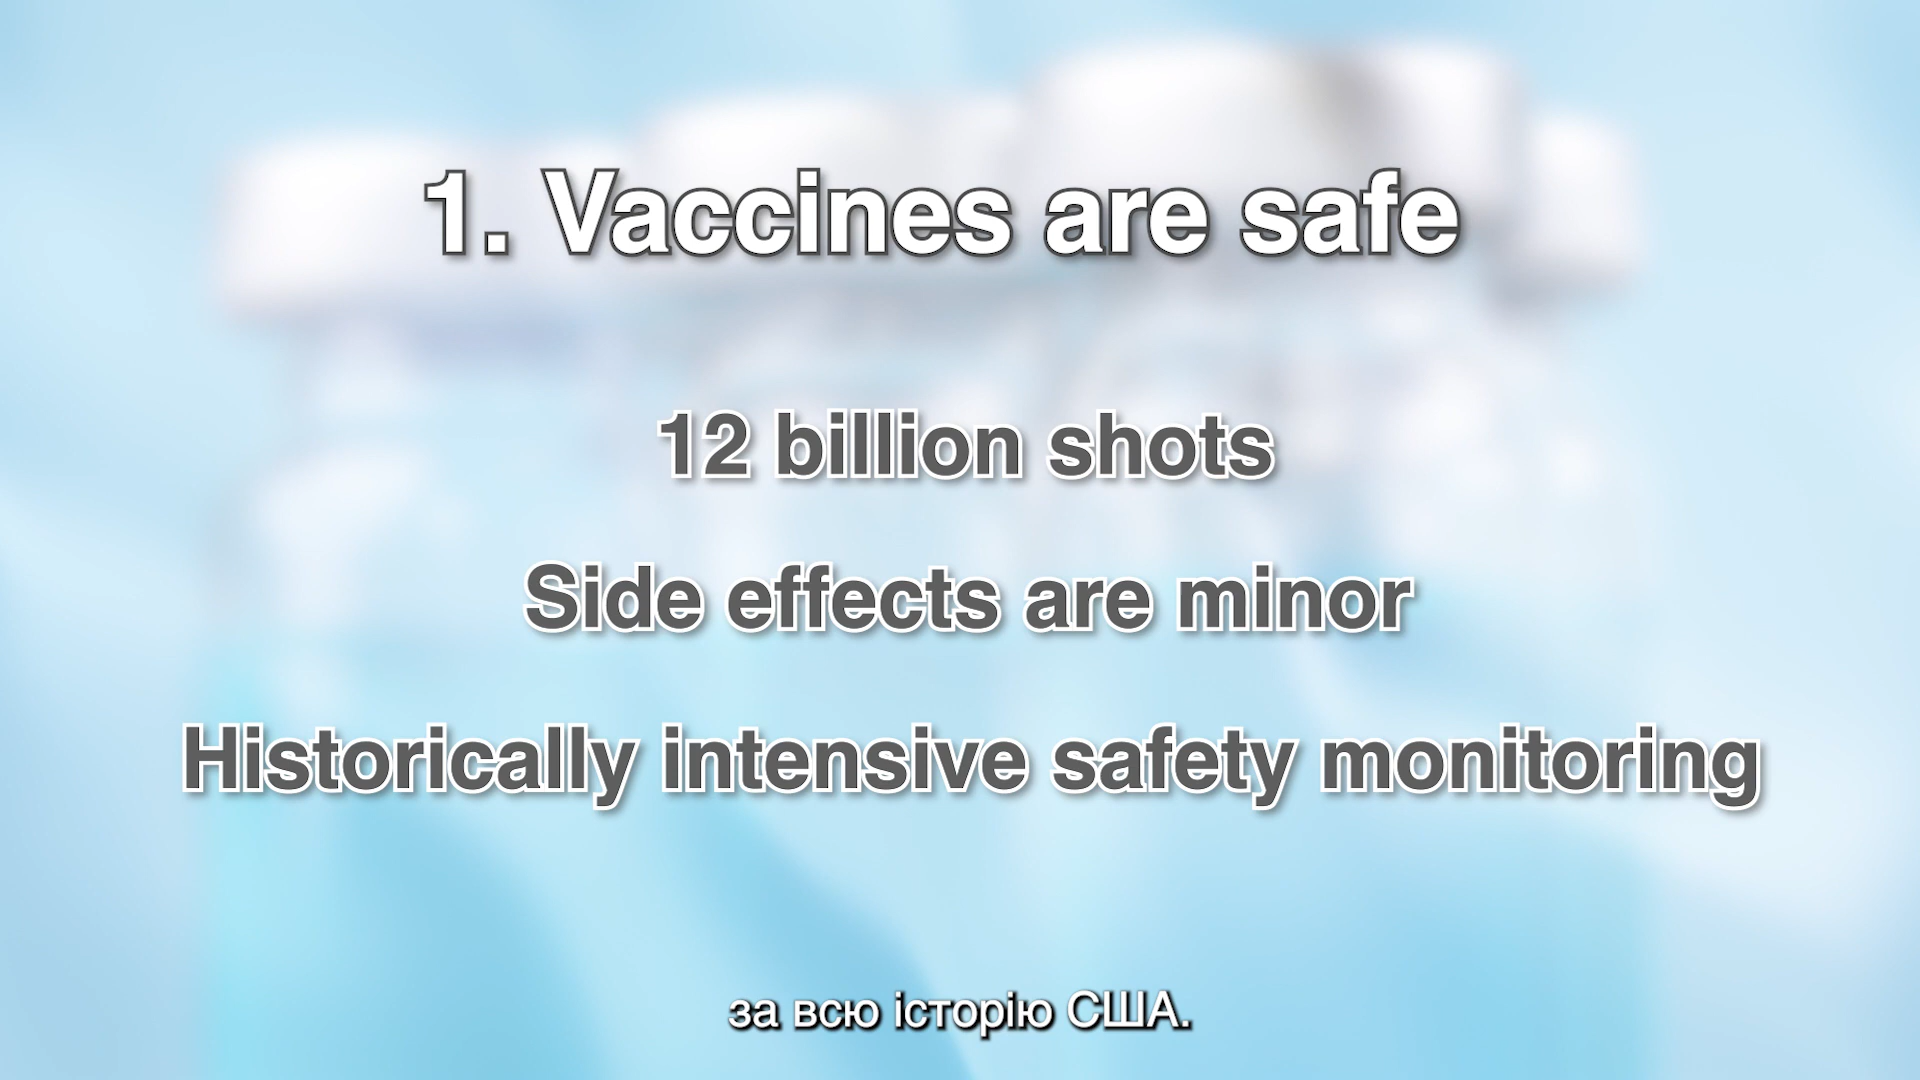 1. Vaccines are safe
12 billion shots
Side effects are minor
Historically intensive safety monitoring
за всю історію США.